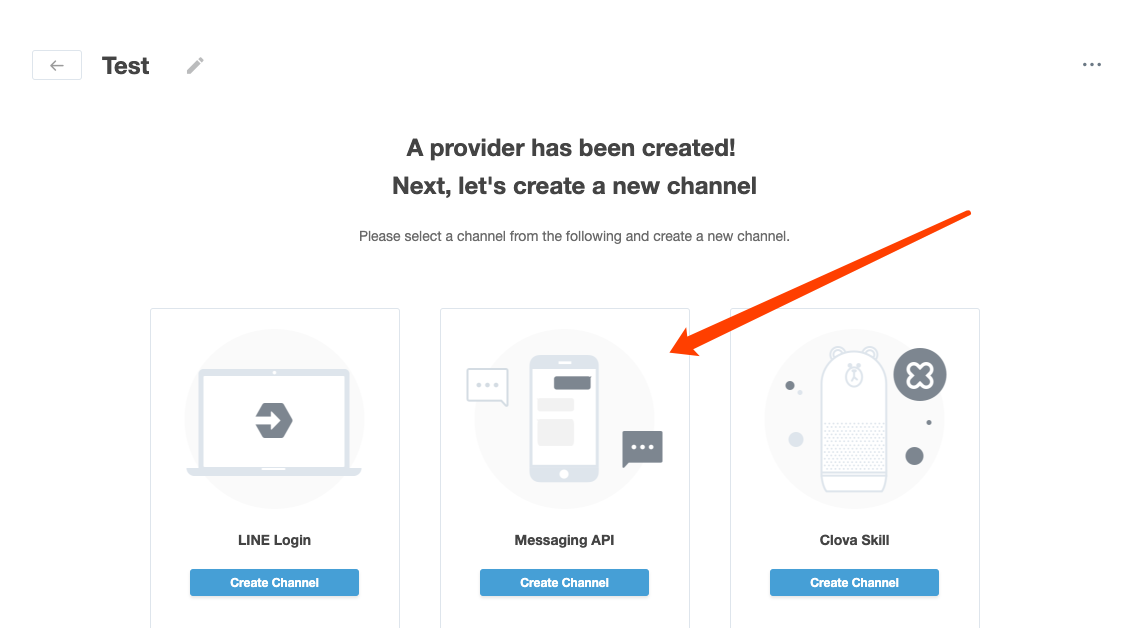 Test
A provider has been created!
Next, let's create a new channel
Please select a channel from the following and create a new channel.
LINE Login
Create Channel
Messaging API
Create Channel
Clova Skill
Create Channel